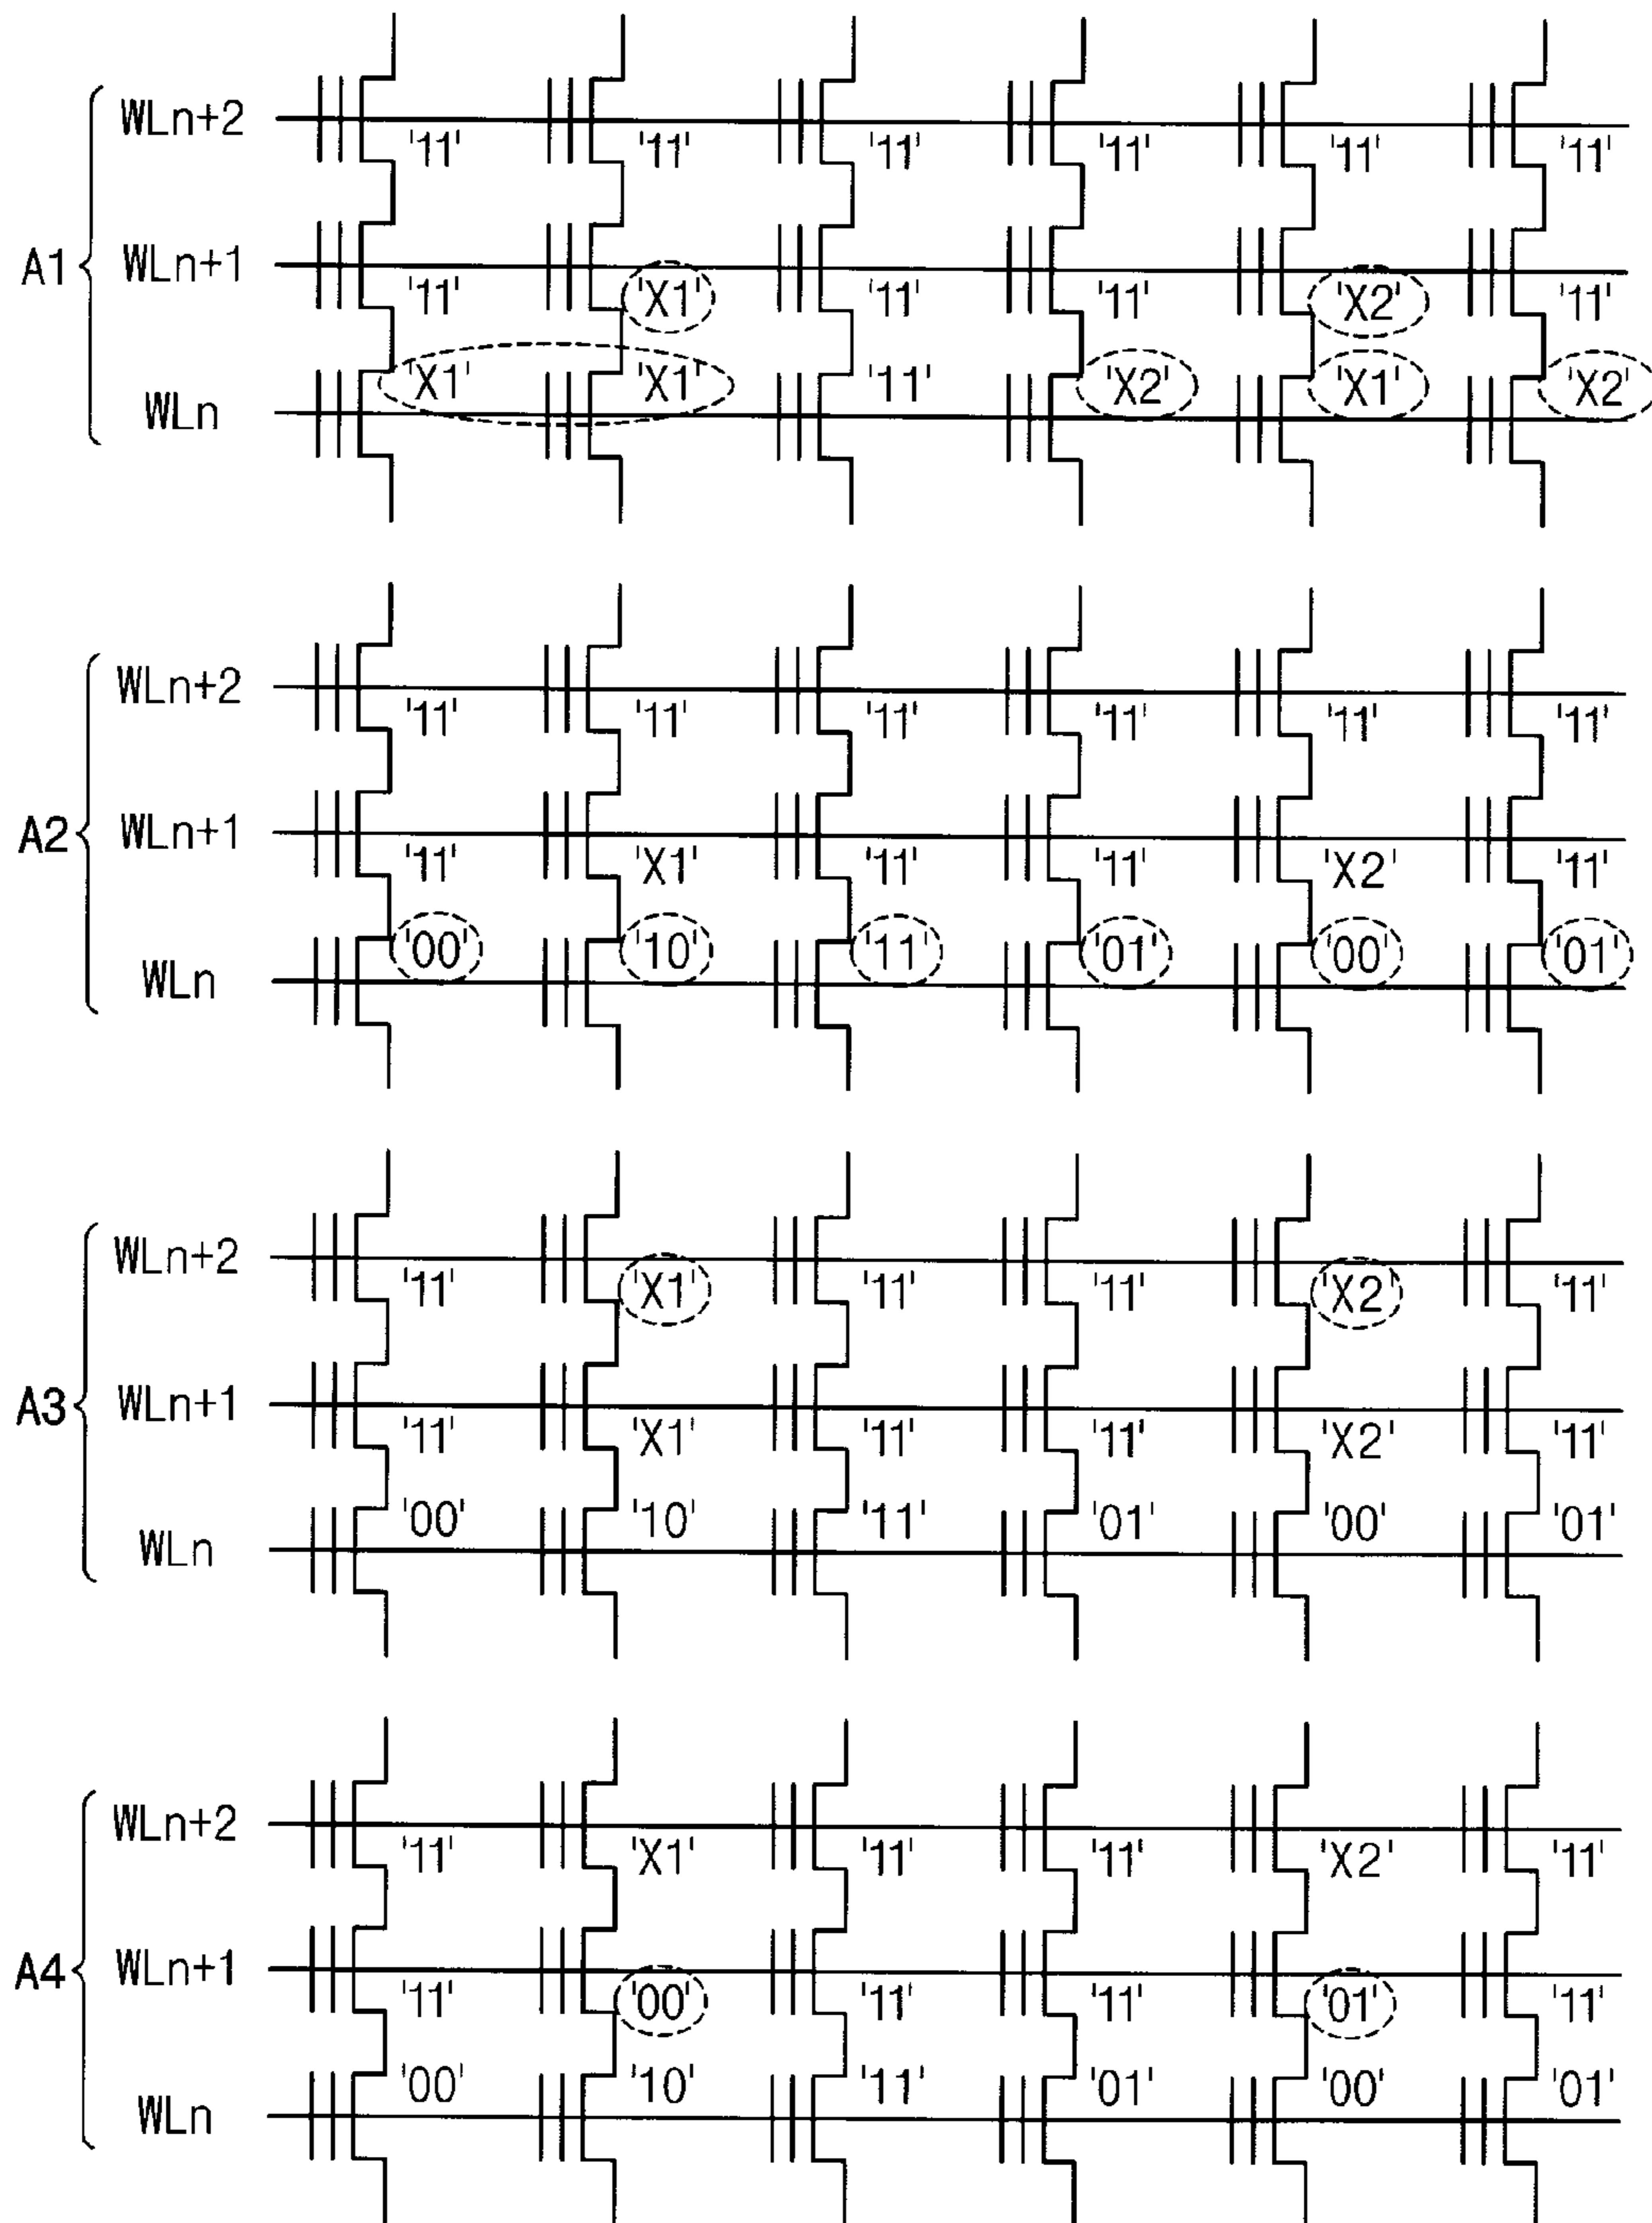 A1
WLn+2 '11' '11' '11' '11' '11' '11'
WLn+1 '11' 'X1' '11' '11' 'X2' '11'
WLn 'X1' 'X1' '11' 'X2' 'X1' 'X2'
A2
WLn+2 '11' '11' '11' '11' '11' '11'
WLn+1 '11' 'X1' '11' '11' 'X2' '11'
WLn '00' '10' '11' '01' '00' '01'
A3
WLn+2 '11' 'X1' '11' '11' 'X2' '11'
WLn+1 '11' 'X1' '11' '11' 'X2' '11'
WLn '00' '10' '11' '01' '00' '01'
A4
WLn+2 '11' 'X1' '11' '11' 'X2' '11'
WLn+1 '11' '00' '11' '11' '01' '11'
WLn '00' '10' '11' '01' '00' '01'